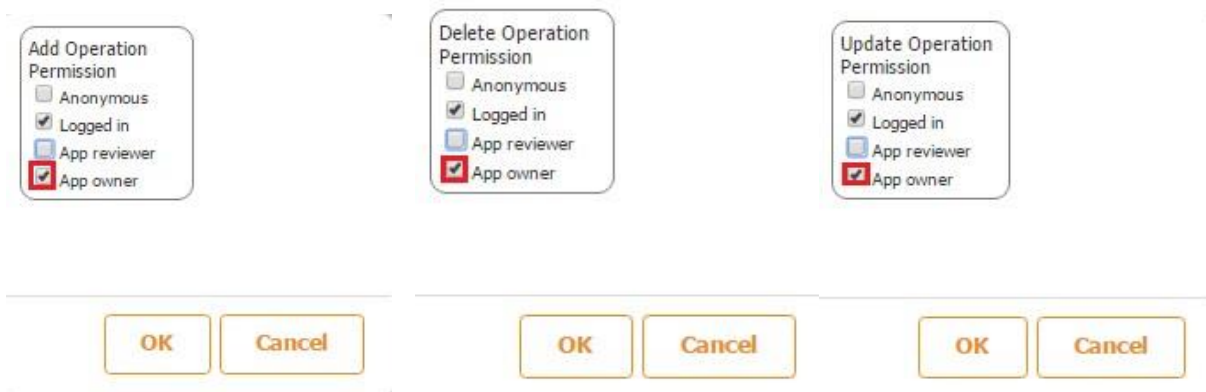 Add Operation
Permission
Anonymous
Logged in
App reviewer
App owner
OK Cancel
Delete Operation
Permission
Anonymous
Logged in
App reviewer
App owner
OK Cancel
Update Operation
Permission
Anonymous
Logged in
App reviewer
App owner
OK Cancel